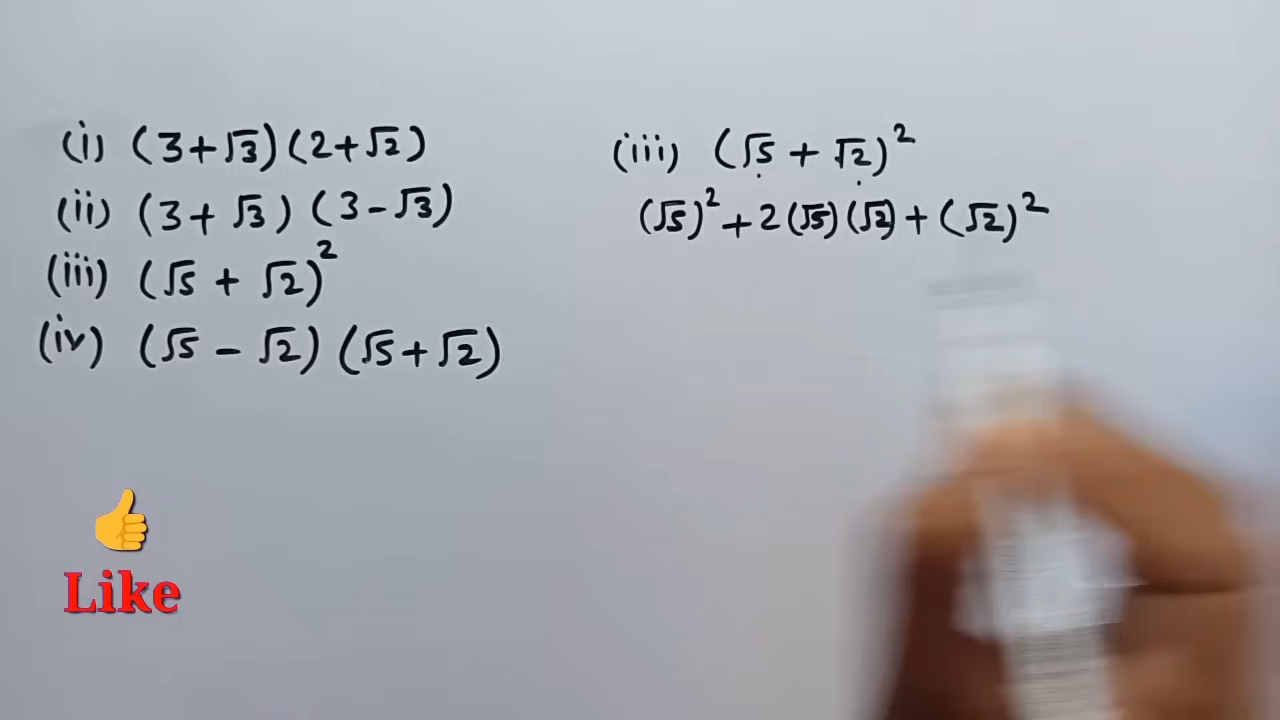 (i) (3+√3)(2+√2)
(ii) (3+√3) (3-√3)
(iii) (√5 + √2)²
(iv) (√5 - √2) (√5+√2)
Like
(iii) (√5 + √2)²
(√5)² + 2(√5)(√2) + (√2)²